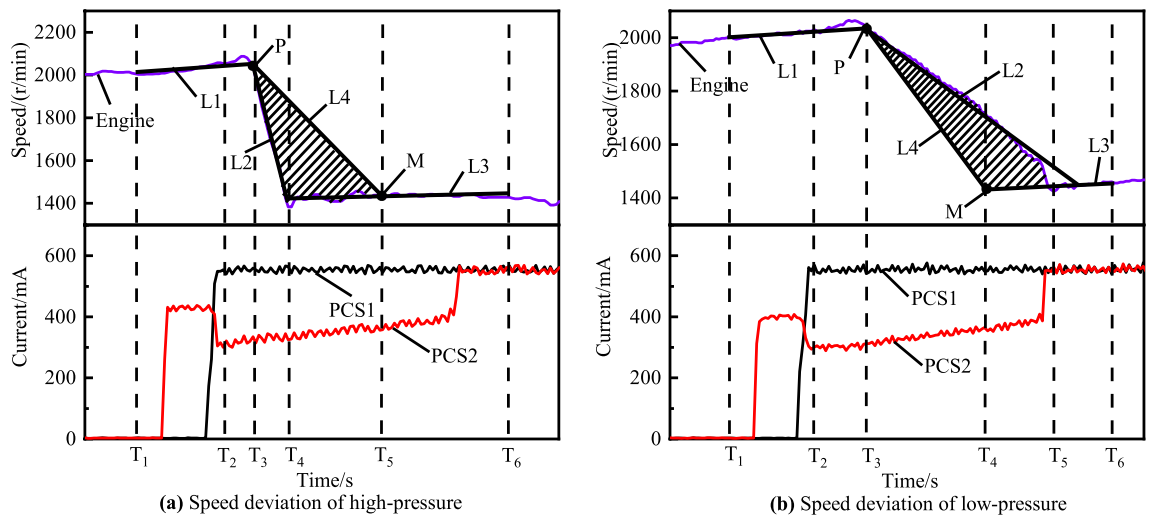 2200
2000
1800
1600
1400
Speed/(r/min)
Engine
L1
P
L4
L2
M
L3
600
400
200
0
Current/mA
PCS1
PCS2
T1 T2 T3 T4 T5 T6
Time/s
(a) Speed deviation of high-pressure
2000
1800
1600
1400
Speed/(r/min)
Engine
L1
P
L2
L4
L3
M
600
400
200
0
Current/mA
PCS1
PCS2
T1 T2 T3 T4 T5 T6
Time/s
(b) Speed deviation of low-pressure